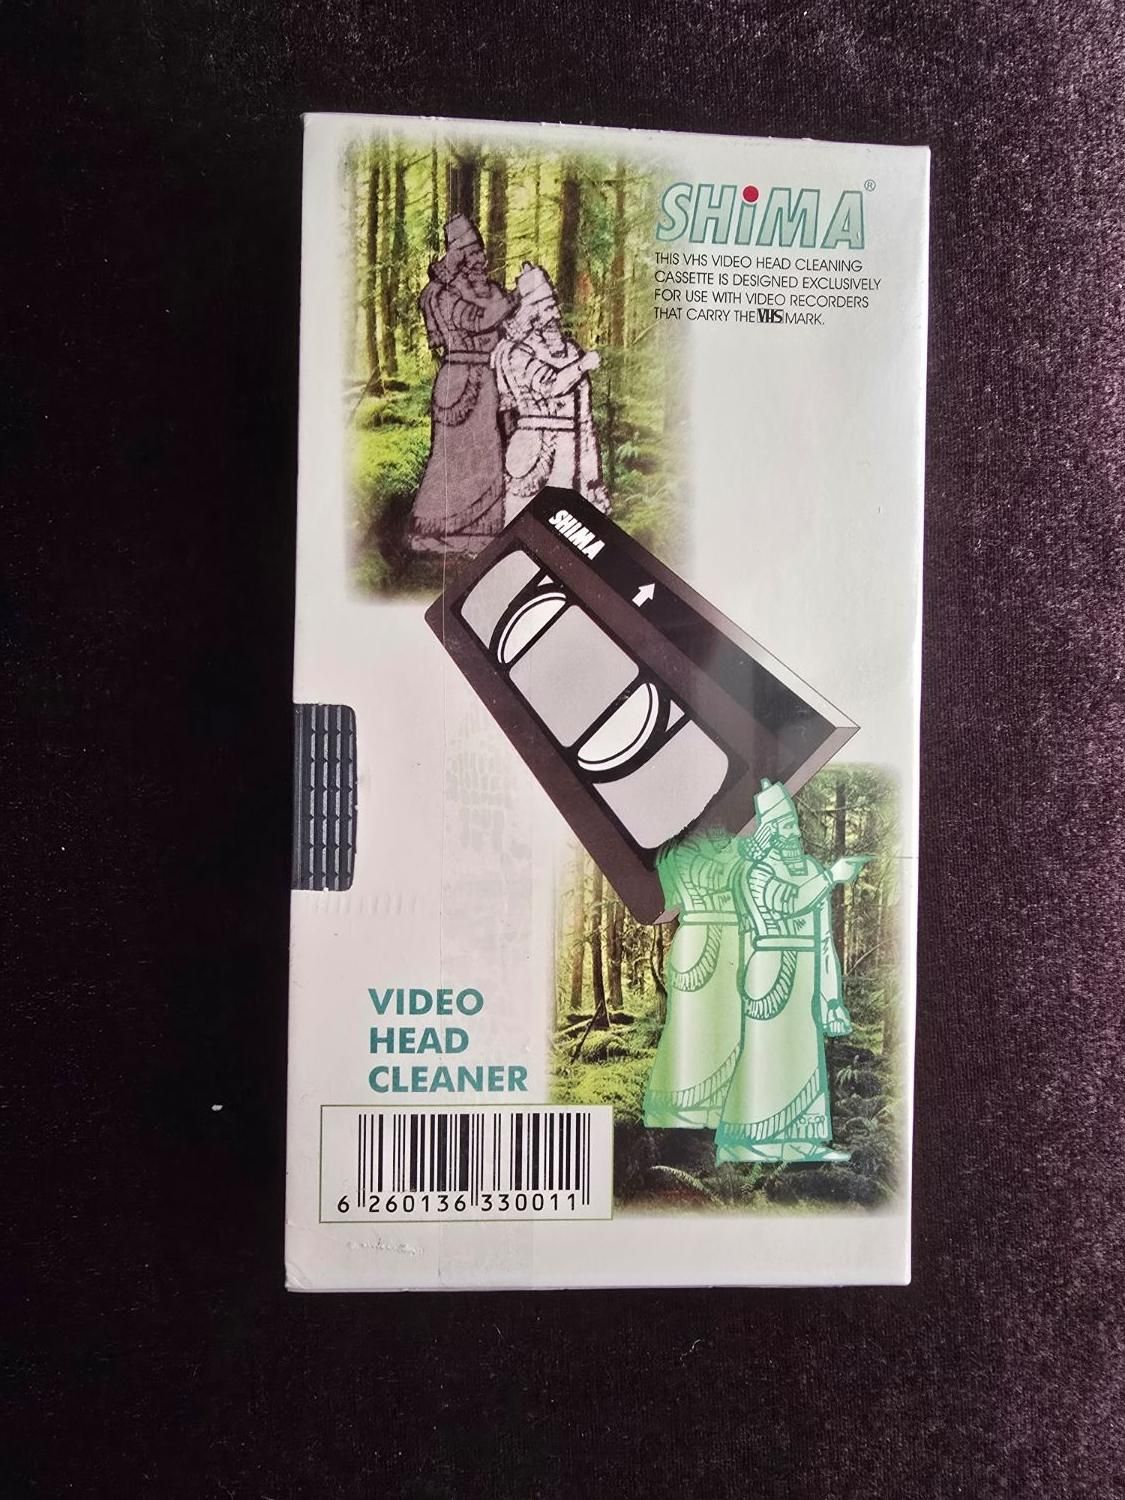 SHiMA®
THIS VHS VIDEO HEAD CLEANING
CASSETTE IS DESIGNED EXCLUSIVELY
FOR USE WITH VIDEO RECORDERS
THAT CARRY THE VHS MARK.
SHIMA
VIDEO
HEAD
CLEANER
6 260136 330011